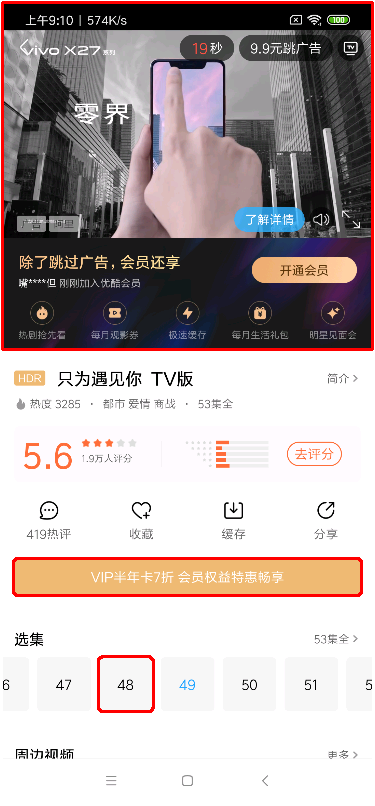 上午9:10 | 574K/s
100
vivo X27系列
19秒
9.9元跳广告
TV
零界
广告 阿里
了解详情
除了跳过广告，会员还享
嘴****但 刚刚加入优酷会员
开通会员
热剧抢先看 每月观影券 极速缓存 每月生活礼包 明星见面会
HDR 只为遇见你 TV版 简介 >
热度 3285 · 都市 爱情 商战 · 53集全
5.6
1.9万人评分
去评分
419热评 收藏 缓存 分享
VIP半年卡7折 会员权益特惠畅享
选集 53集全 >
6 47 48 49 50 51 5
周边视频 更多 >